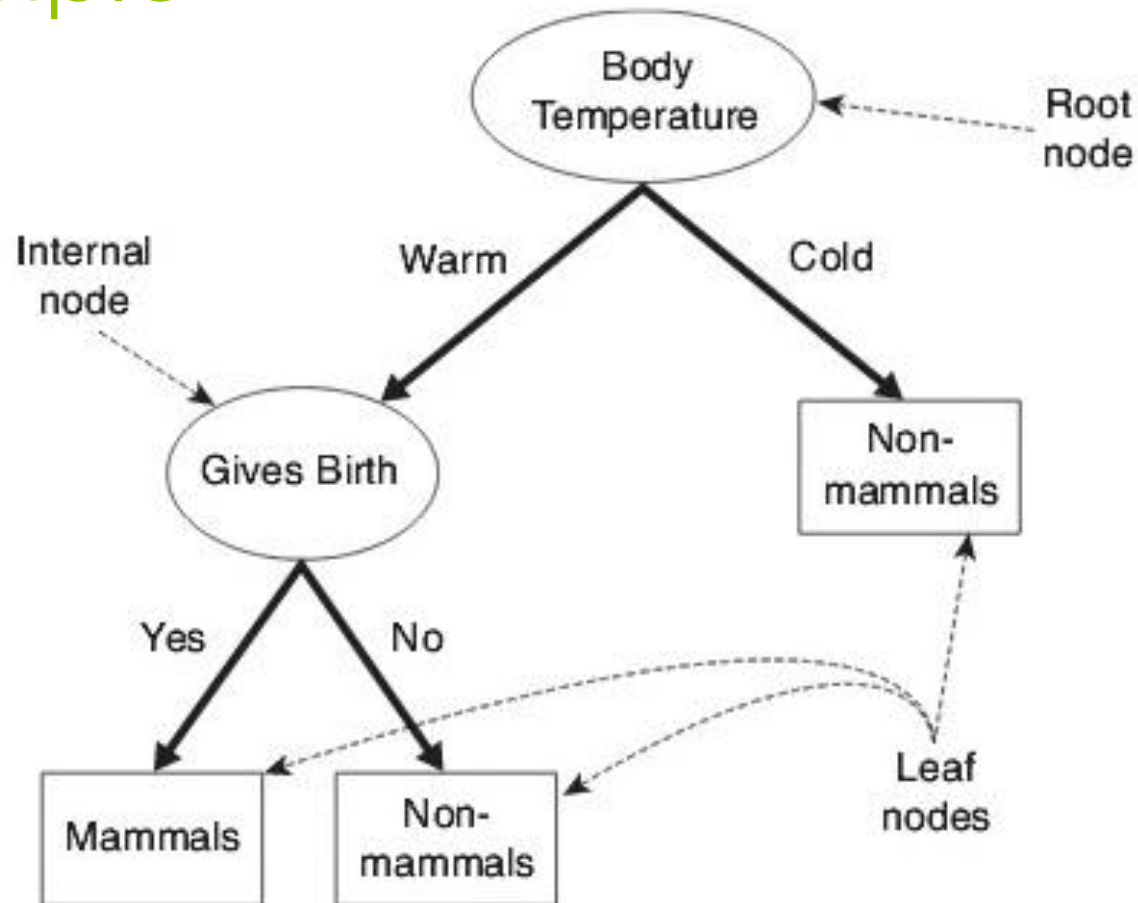 Body
Temperature
Root
node
Internal
node
Warm
Cold
Gives Birth
Non-
mammals
Yes
No
Mammals
Non-
mammals
Leaf
nodes